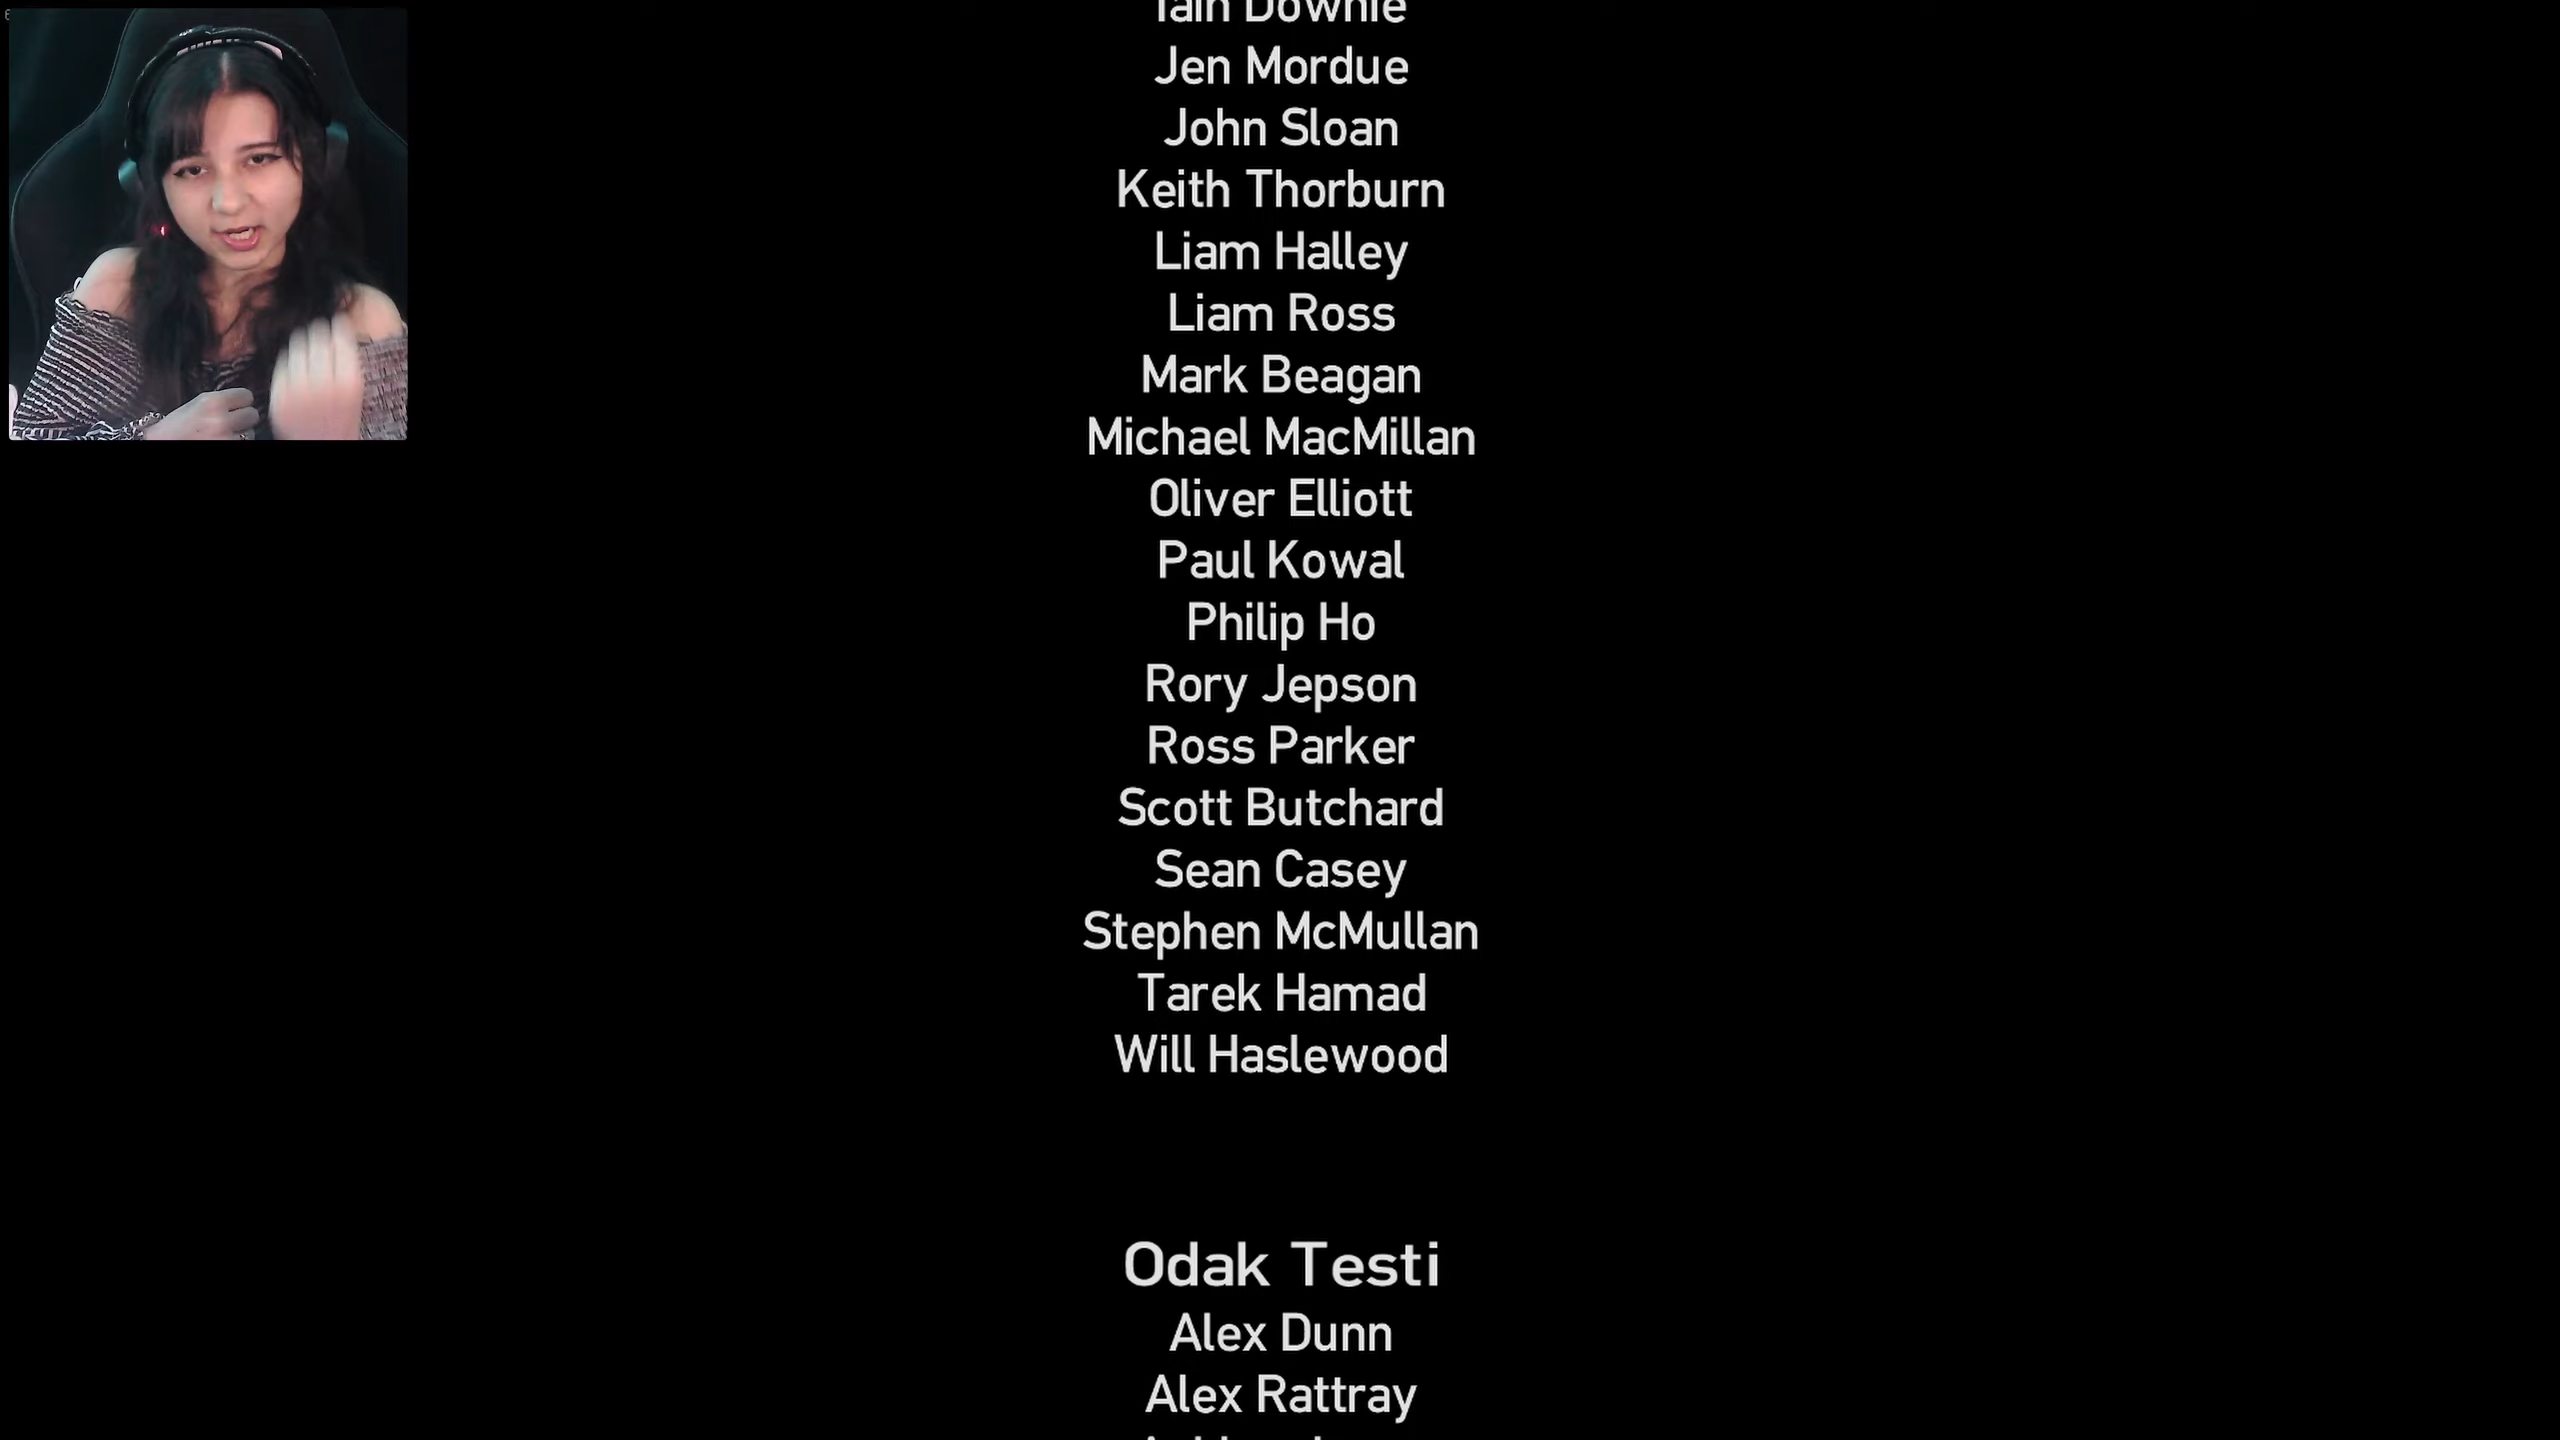 Iain Downie
Jen Mordue
John Sloan
Keith Thorburn
Liam Halley
Liam Ross
Mark Beagan
Michael MacMillan
Oliver Elliott
Paul Kowal
Philip Ho
Rory Jepson
Ross Parker
Scott Butchard
Sean Casey
Stephen McMullan
Tarek Hamad
Will Haslewood
Odak Testi
Alex Dunn
Alex Rattray